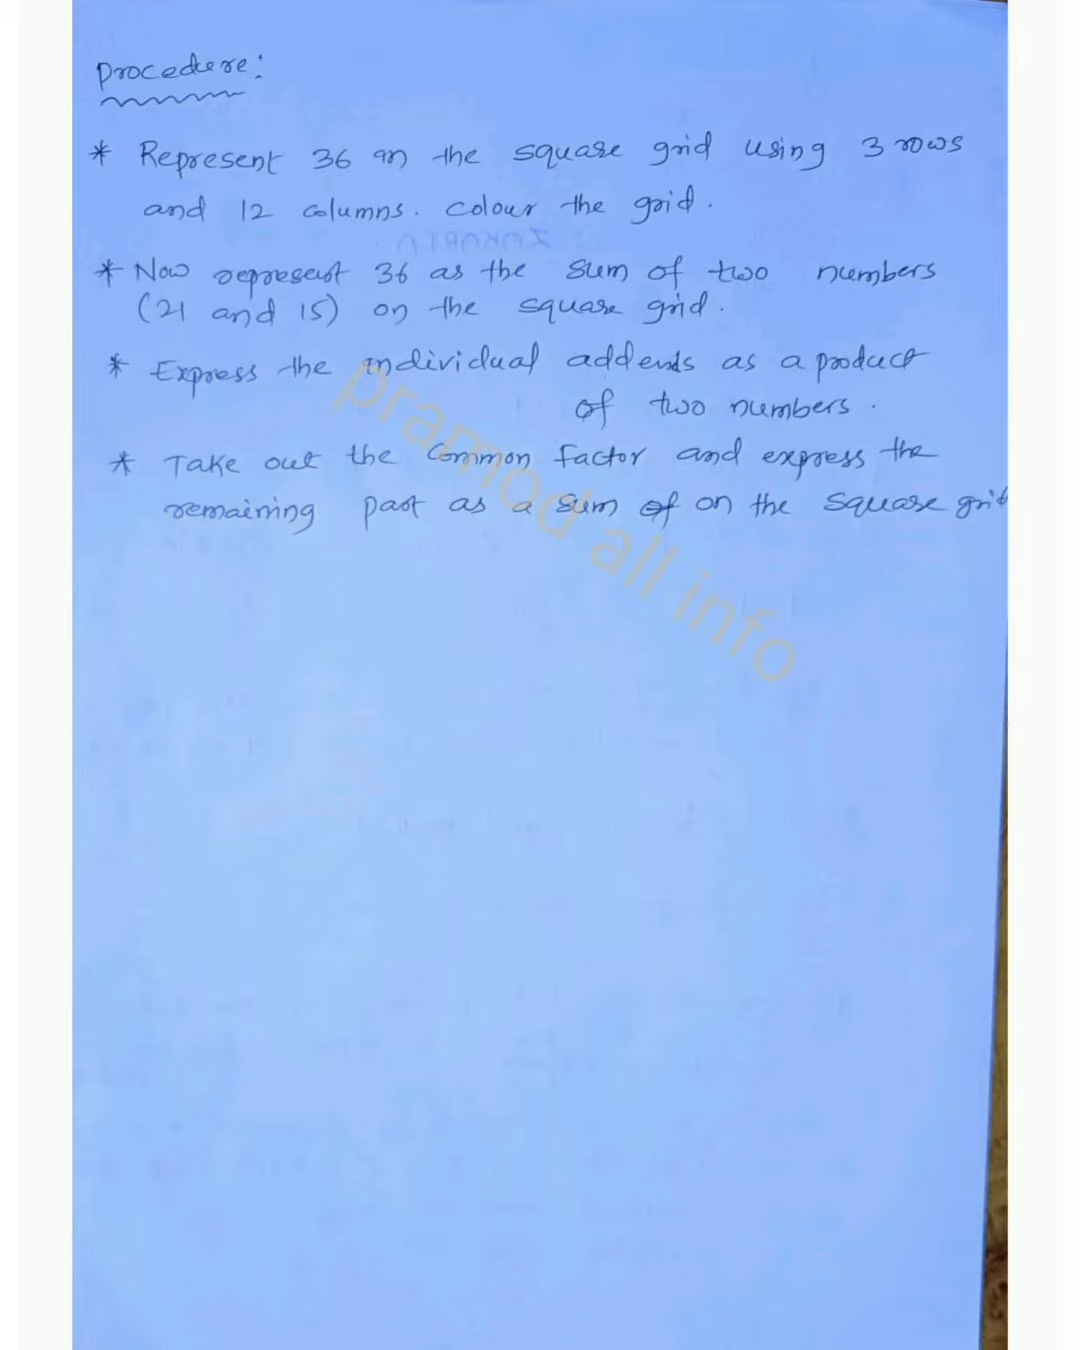 Procedure:
* Represent 36 in the square grid using 3 rows
and 12 columns. colour the grid.
* Now represent 36 as the sum of two numbers
(21 and 15) on the square grid.
* Express the individual addends as a product
of two numbers.
* Take out the common factor and express the
remaining part as a sum of on the square grid
pramod all info